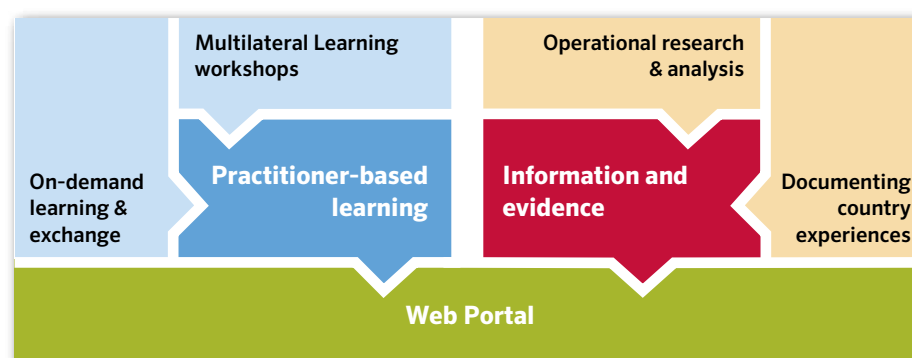 Multilateral Learning
workshops
Operational research
& analysis
On-demand
learning &
exchange
Practitioner-based
learning
Information and
evidence
Documenting
country
experiences
Web Portal